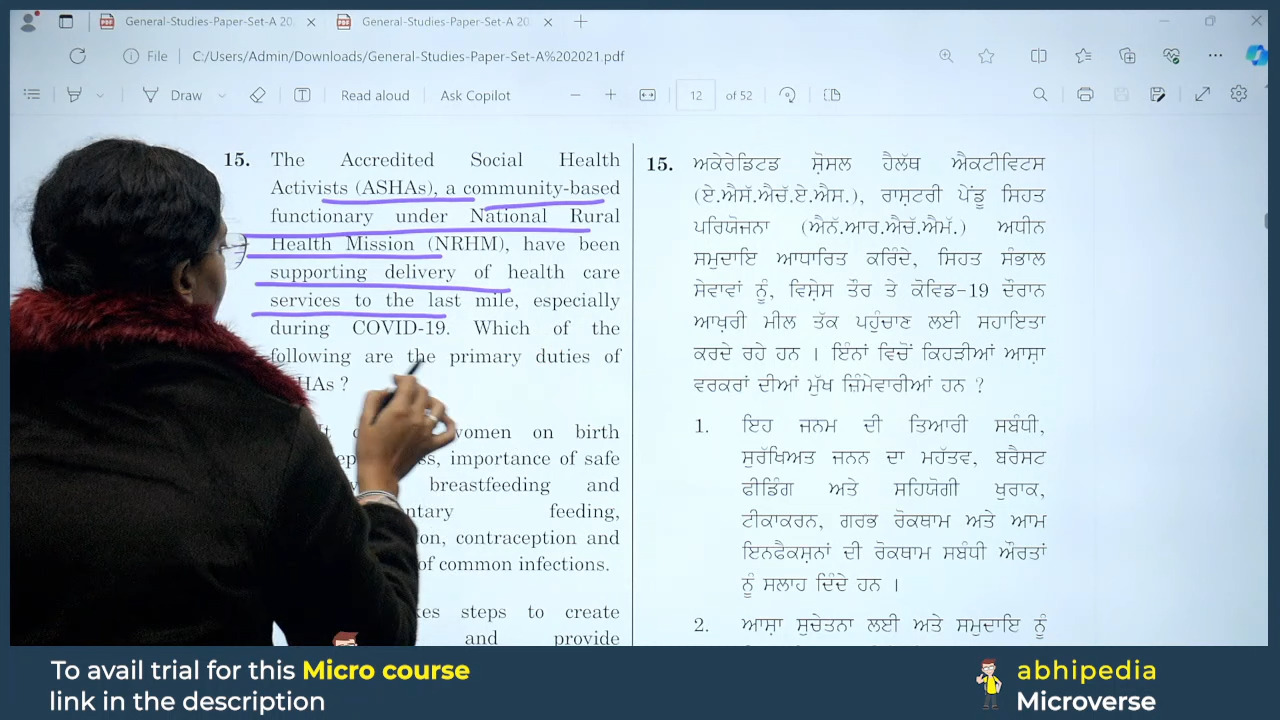 General-Studies-Paper-Set-A 20
General-Studies-Paper-Set-A 20
File
C:/Users/Admin/Downloads/General-Studies-Paper-Set-A%202021.pdf
Draw
Read aloud
Ask Copilot
12
of 52
15. The Accredited Social Health
Activists (ASHAs), a community-based
functionary under National Rural
Health Mission (NRHM), have been
supporting delivery of health care
services to the last mile, especially
during COVID-19. Which of the
following are the primary duties of
HAs ?
women on birth
importance of safe
breastfeeding and
feeding,
contraception and
of common infections.
steps to create
and provide
15. ਅਕੇਰੇਡਿਟਡ ਸ਼ੋਸਲ ਹੈਲੱਥ ਐਕਟੀਵਿਟਸ
(ਏ.ਐਸੱ.ਐਚੱ.ਏ.ਐਸ.), ਰਾਸ਼ਟਰੀ ਪੇਂਡੂ ਸਿਹਤ
ਪਰਿਯੋਜਨਾ (ਐਨੱ.ਆਰ.ਐਚੱ.ਐਮੱ.) ਅਧੀਨ
ਸਮੁਦਾਇ ਆਧਾਰਿਤ ਕਰਿੰਦੇ, ਸਿਹਤ ਸੰਭਾਲ
ਸੇਵਾਵਾਂ ਨੂੰ, ਵਿਸ਼ੇਸ ਤੌਰ ਤੇ ਕੋਵਿਡ-19 ਦੌਰਾਨ
ਆਖ਼ਰੀ ਮੀਲ ਤੱਕ ਪਹੁੰਚਾਣ ਲਈ ਸਹਾਇਤਾ
ਕਰਦੇ ਰਹੇ ਹਨ । ਇੰਨਾਂ ਵਿਚੋਂ ਕਿਹੜੀਆਂ ਆਸ਼ਾ
ਵਰਕਰਾਂ ਦੀਆਂ ਮੁੱਖ ਜ਼ਿੰਮੇਵਾਰੀਆਂ ਹਨ ?
1. ਇਹ ਜਨਮ ਦੀ ਤਿਆਰੀ ਸਬੰਧੀ,
ਸੁਰੱਖਿਅਤ ਜਨਨ ਦਾ ਮਹੱਤਵ, ਬਰੈਸਟ
ਫੀਡਿੰਗ ਅਤੇ ਸਹਿਯੋਗੀ ਖੁਰਾਕ,
ਟੀਕਾਕਰਨ, ਗਰਭ ਰੋਕਥਾਮ ਅਤੇ ਆਮ
ਇਨਫੈਕਸ਼ਨਾਂ ਦੀ ਰੋਕਥਾਮ ਸਬੰਧੀ ਔਰਤਾਂ
ਨੂੰ ਸਲਾਹ ਦਿੰਦੇ ਹਨ ।
2. ਆਸ਼ਾ ਸੁਚੇਤਨਾ ਲਈ ਅਤੇ ਸਮੁਦਾਇ ਨੂੰ
To avail trial for this Micro course
link in the description
abhipedia
Microverse